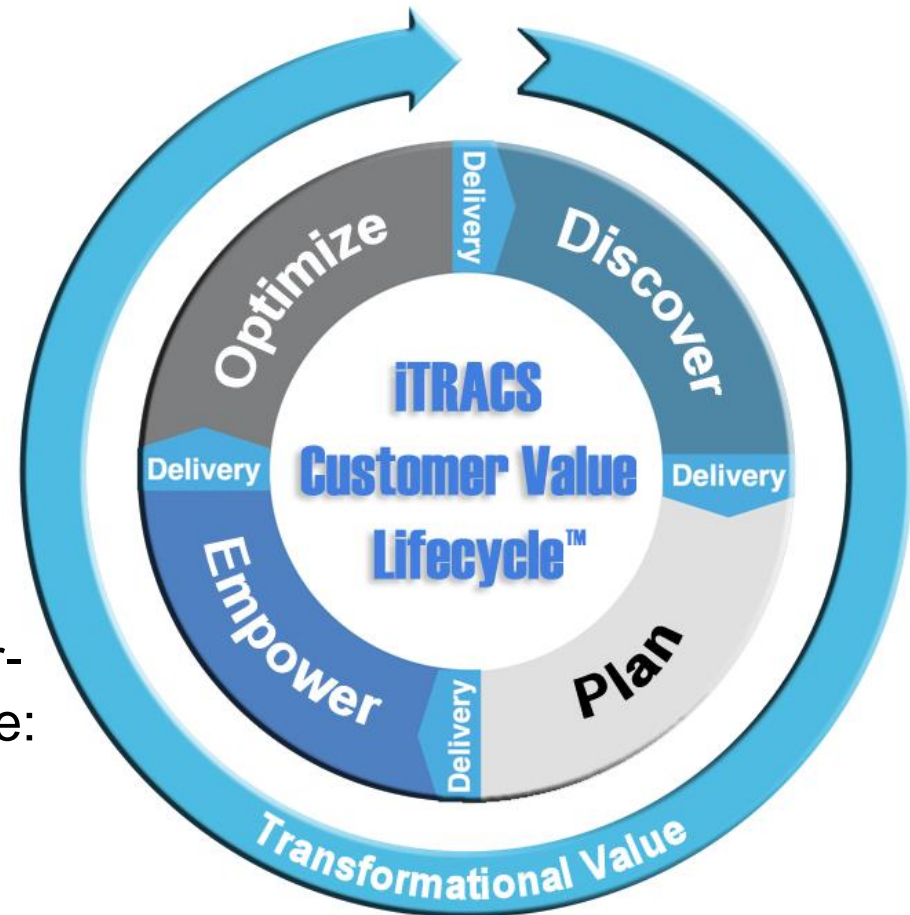 Delivery
Discover
Delivery
Plan
Delivery
Empower
Delivery
Optimize
iTRACS
Customer Value
Lifecycle™
r-
e:
Transformational Value